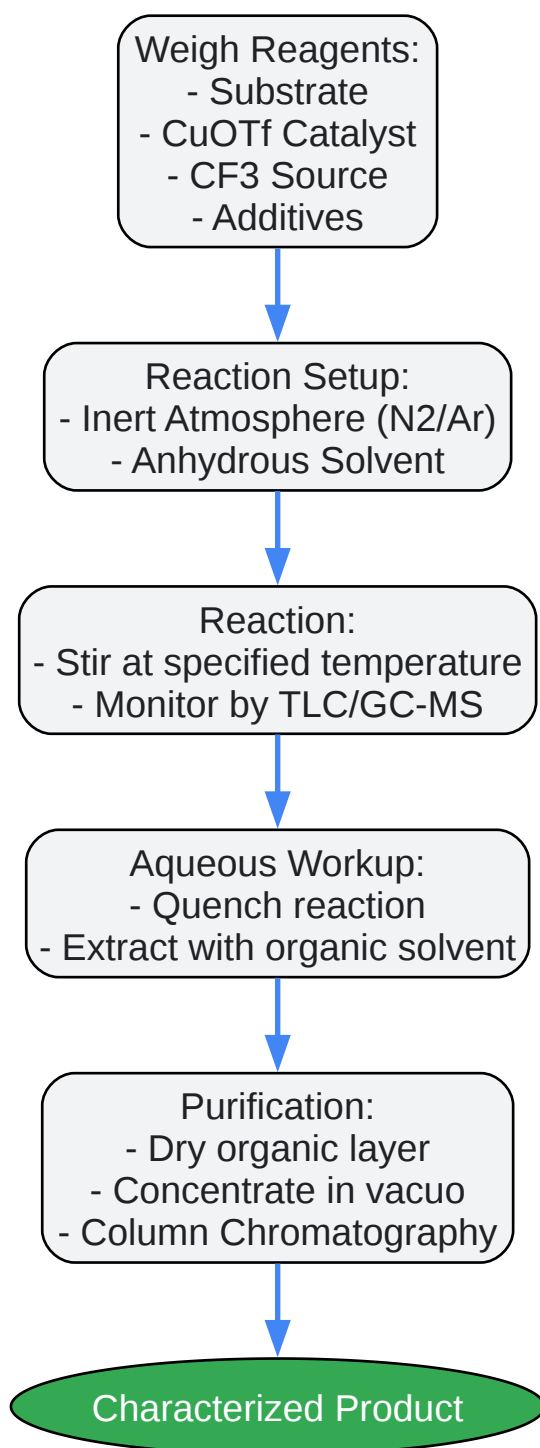 Weigh Reagents:
- Substrate
- CuOTf Catalyst
- CF3 Source
- Additives
Reaction Setup:
- Inert Atmosphere (N2/Ar)
- Anhydrous Solvent
Reaction:
- Stir at specified temperature
- Monitor by TLC/GC-MS
Aqueous Workup:
- Quench reaction
- Extract with organic solvent
Purification:
- Dry organic layer
- Concentrate in vacuo
- Column Chromatography
Characterized Product